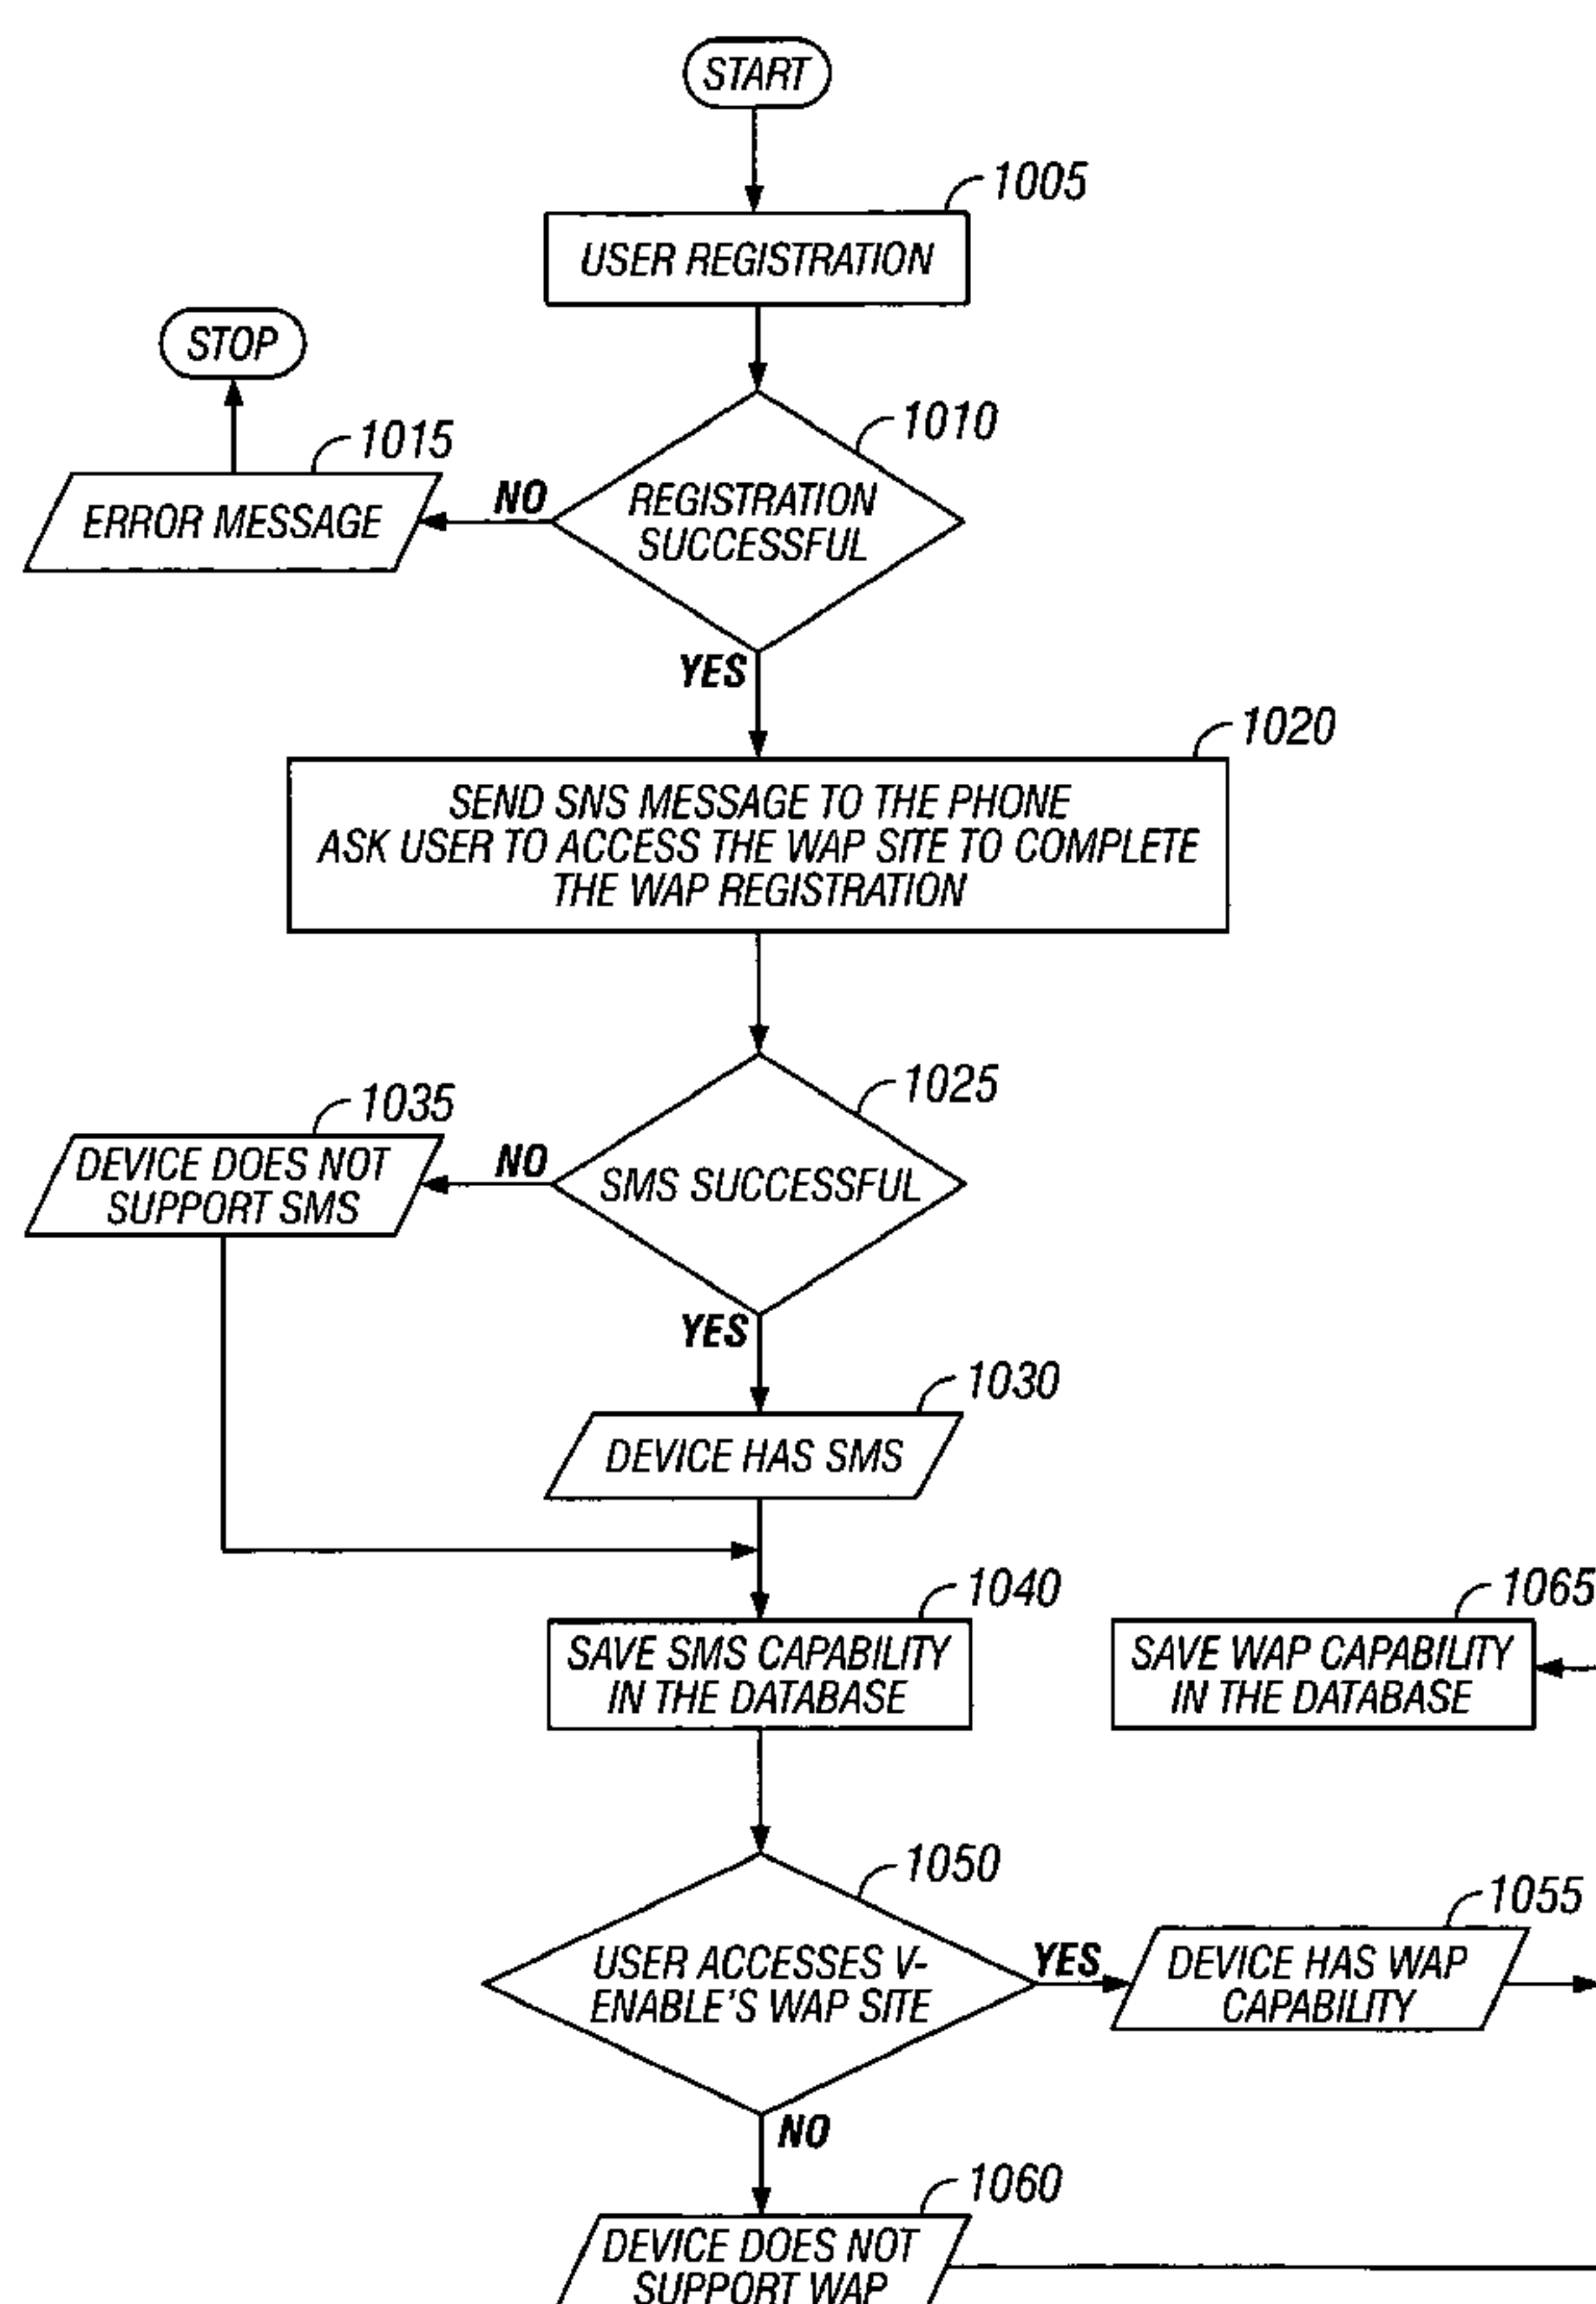 START
1005
USER REGISTRATION
STOP
1015
ERROR MESSAGE
NO
1010
REGISTRATION
SUCCESSFUL
YES
1020
SEND SNS MESSAGE TO THE PHONE
ASK USER TO ACCESS THE WAP SITE TO COMPLETE
THE WAP REGISTRATION
1025
SMS SUCCESSFUL
NO
1035
DEVICE DOES NOT
SUPPORT SMS
YES
1030
DEVICE HAS SMS
1040
SAVE SMS CAPABILITY
IN THE DATABASE
1065
SAVE WAP CAPABILITY
IN THE DATABASE
1050
USER ACCESSES V-
ENABLE'S WAP SITE
YES
1055
DEVICE HAS WAP
CAPABILITY
NO
1060
DEVICE DOES NOT
SUPPORT WAP